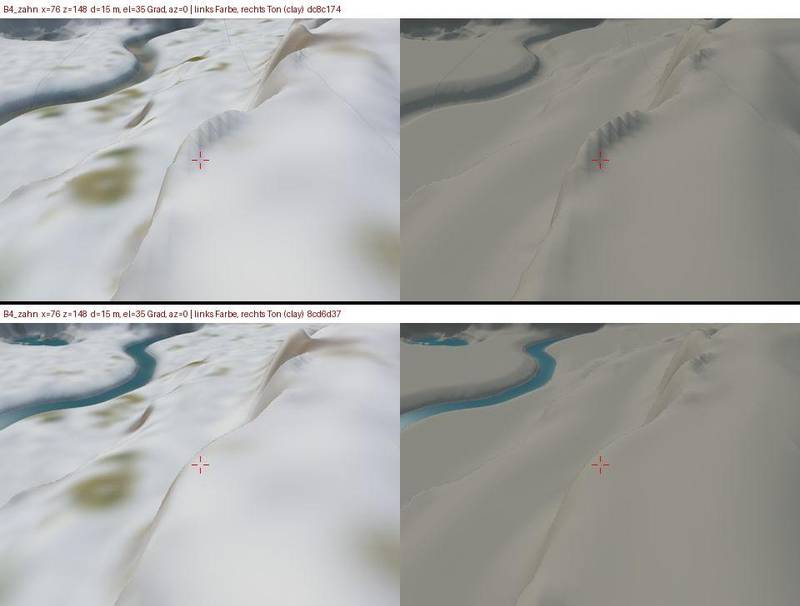 B4_zahn x=76 z=148 d=15 m, el=35 Grad, az=0 | links Farbe, rechts Ton (clay) dc8c174
B4_zahn x=76 z=148 d=15 m, el=35 Grad, az=0 | links Farbe, rechts Ton (clay) 8cd6d37